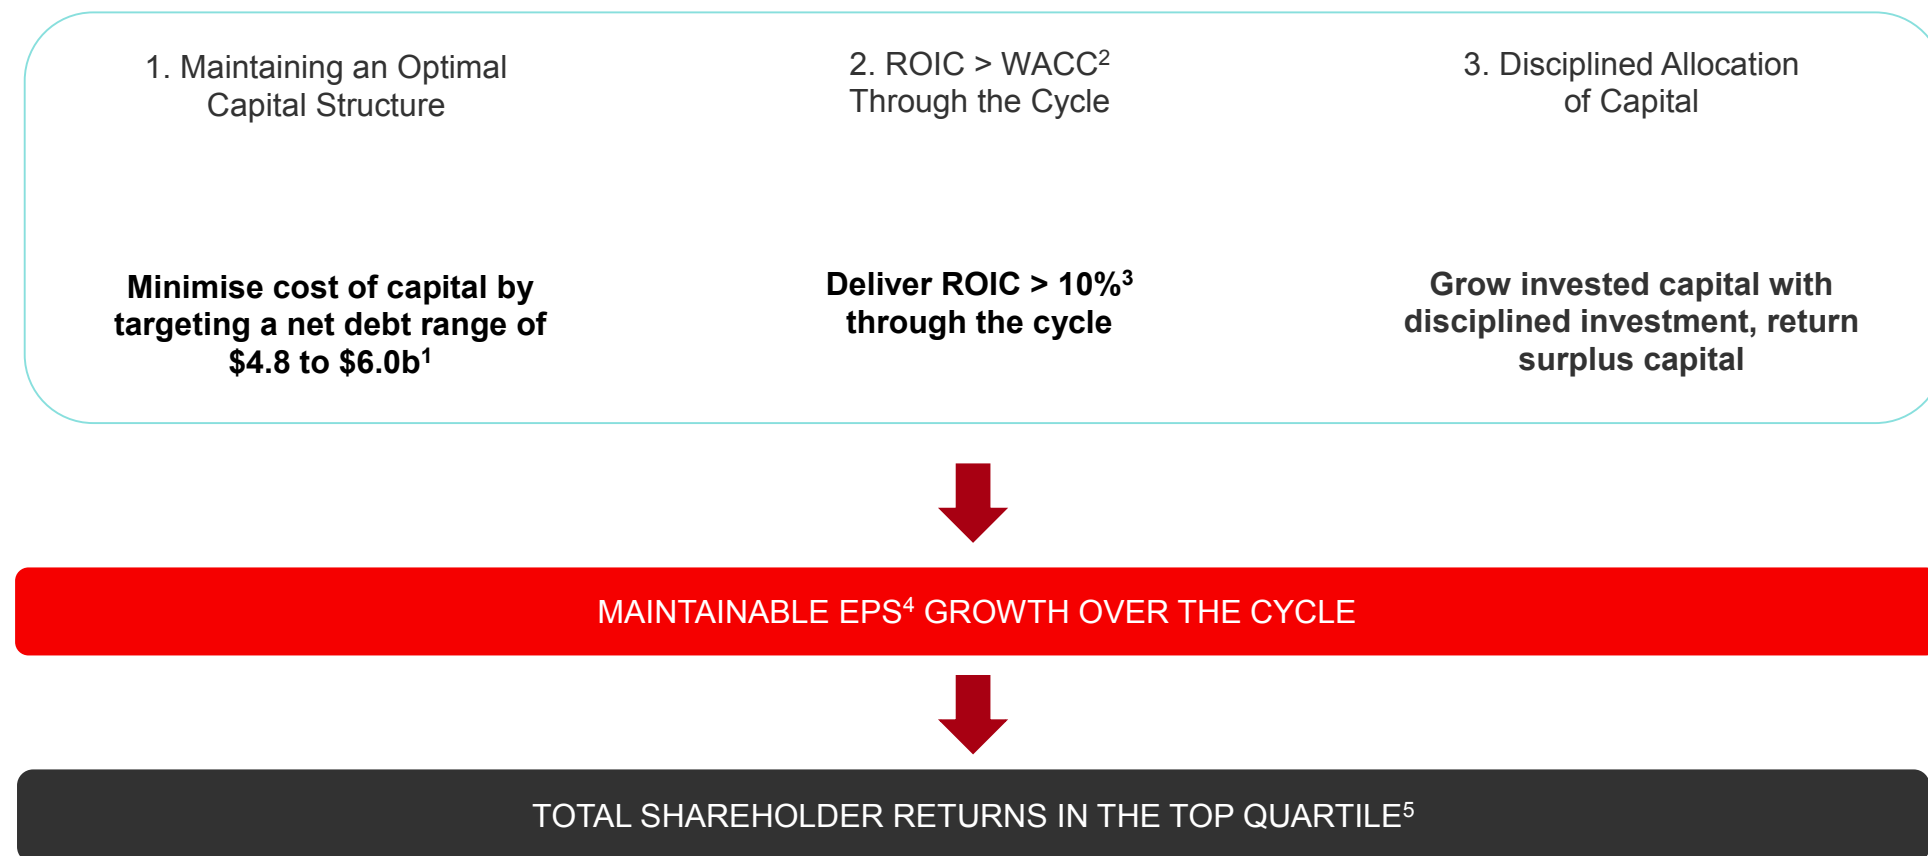 1. Maintaining an Optimal
Capital Structure
2. ROIC > WACC²
Through the Cycle
3. Disciplined Allocation
of Capital
Minimise cost of capital by
targeting a net debt range of
$4.8 to $6.0b¹
Deliver ROIC > 10%³
through the cycle
Grow invested capital with
disciplined investment, return
surplus capital
MAINTAINABLE EPS⁴ GROWTH OVER THE CYCLE
TOTAL SHAREHOLDER RETURNS IN THE TOP QUARTILE⁵